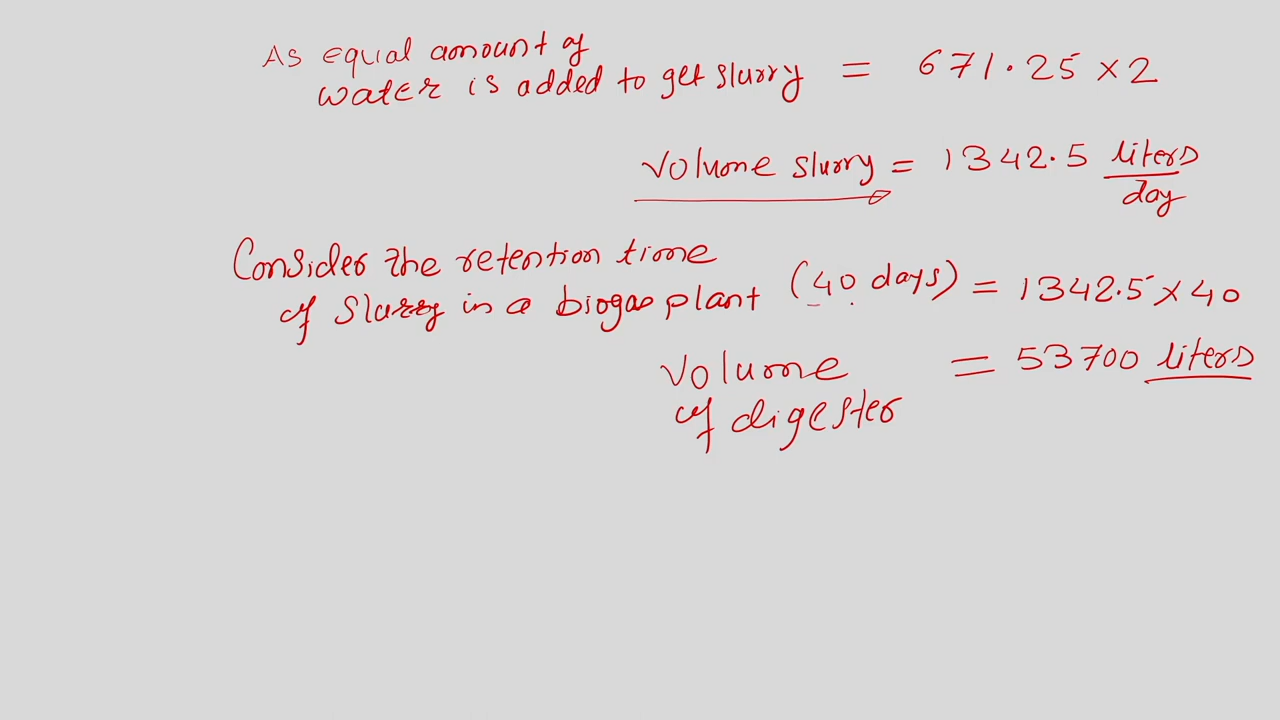 As equal amount of
water is added to get slurry = 671.25 × 2
Volume slurry = 1342.5 liters/day
Consider the retention time
of slurry in a biogas plant (40 days) = 1342.5 × 40
Volume = 53700 liters
of digester